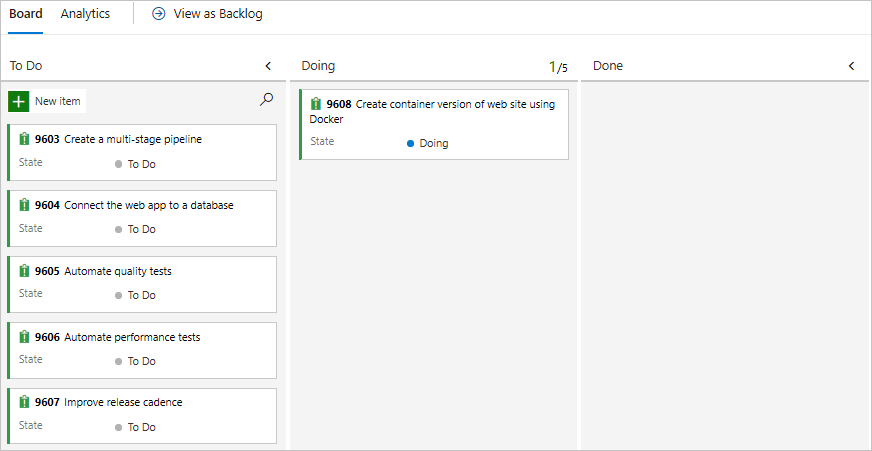 Board Analytics View as Backlog
To Do
New item
9603 Create a multi-stage pipeline
State To Do
9604 Connect the web app to a database
State To Do
9605 Automate quality tests
State To Do
9606 Automate performance tests
State To Do
9607 Improve release cadence
State To Do
Doing 1/5
9608 Create container version of web site using
Docker
State Doing
Done